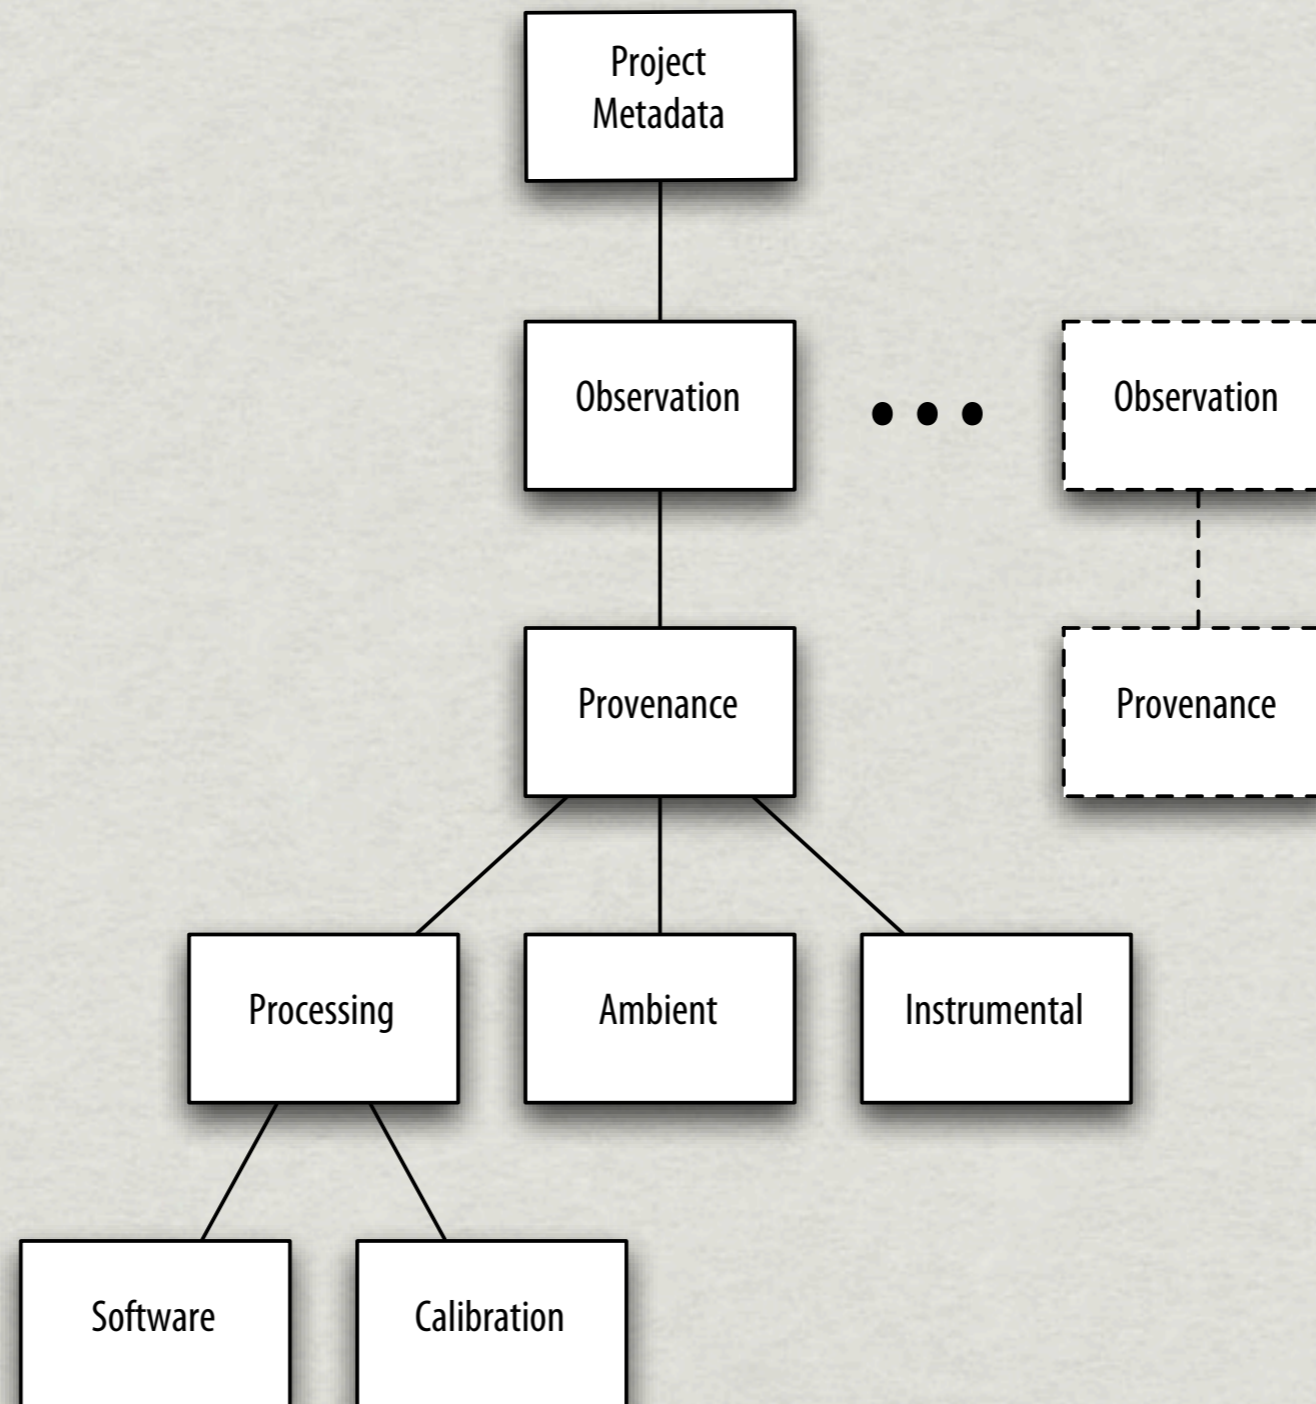 Project
Metadata
Observation
Observation
Provenance
Provenance
Processing
Ambient
Instrumental
Software
Calibration